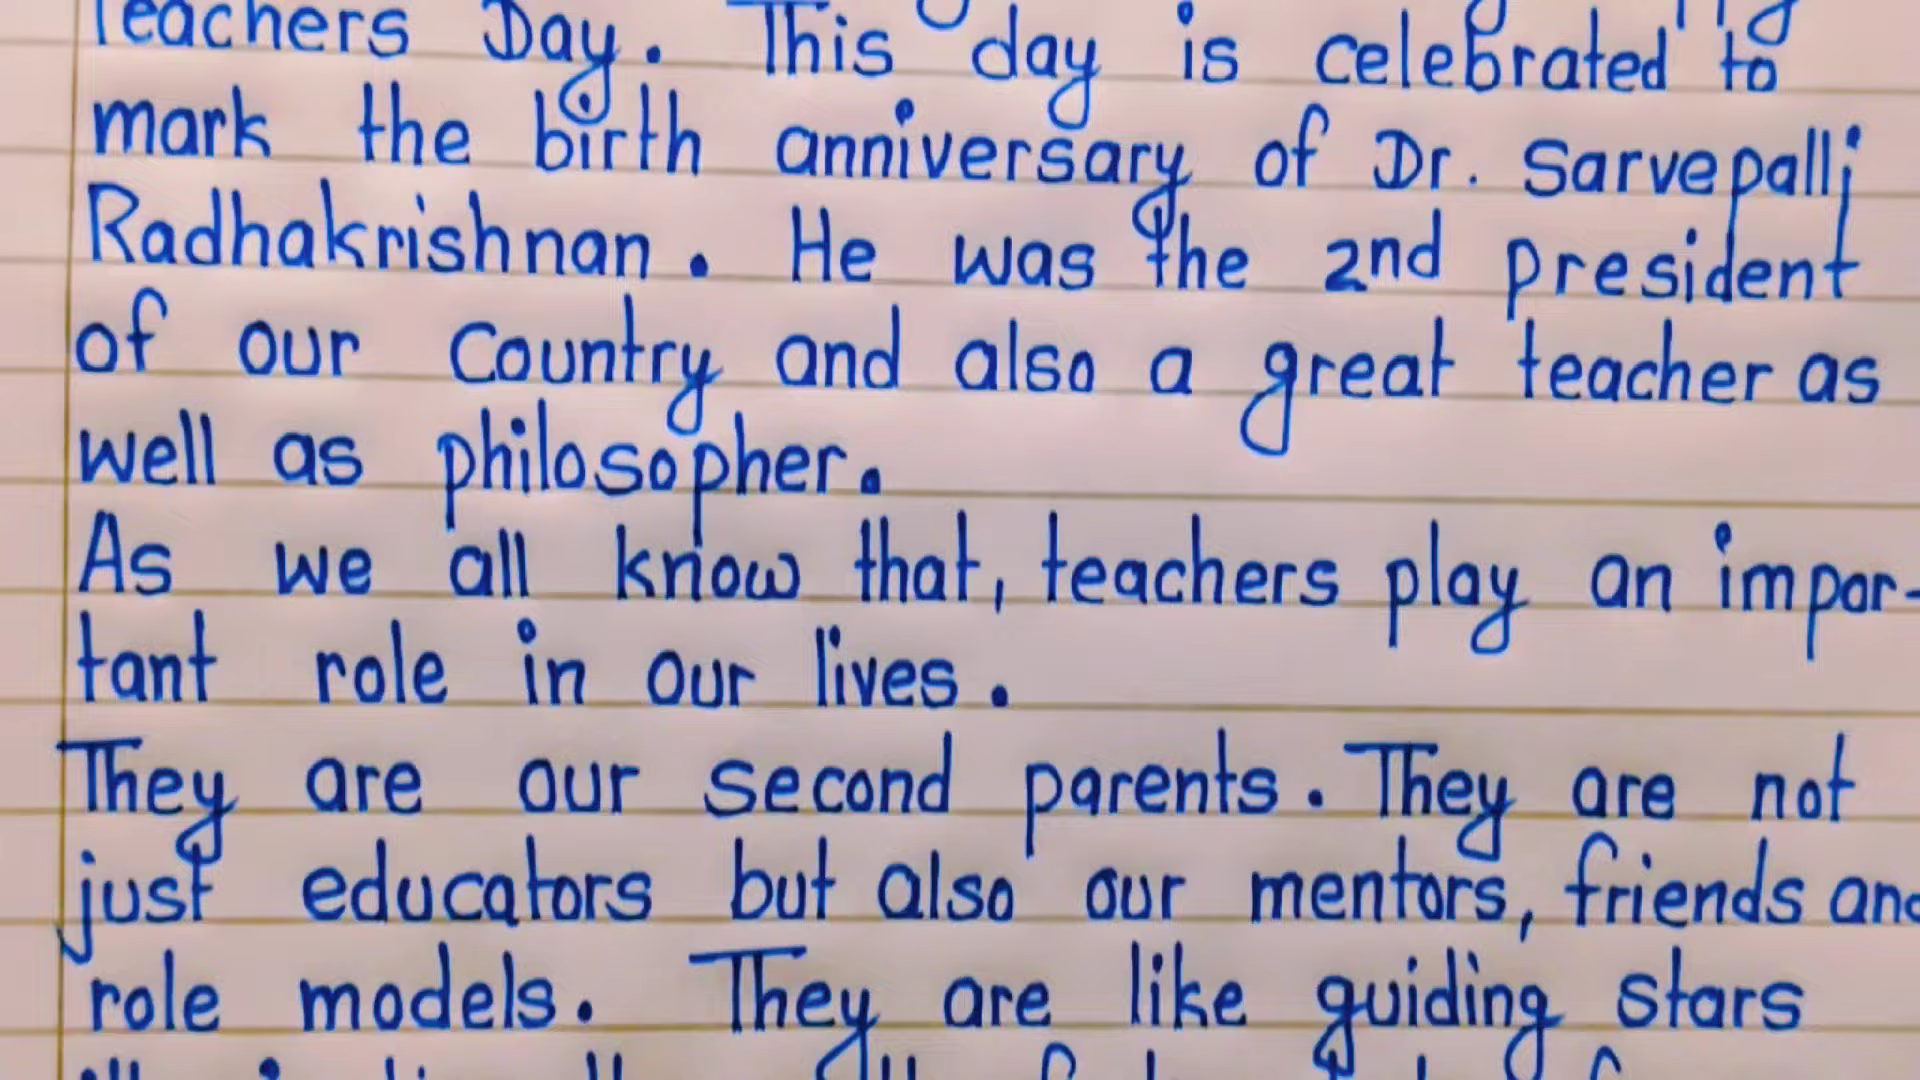 Teachers Day. This day is celebrated to
mark the birth anniversary of Dr. Sarvepalli
Radhakrishnan. He was the 2nd president
of our Country and also a great teacher as
well as philosopher.
As we all know that, teachers play an impor-
tant role in our lives.
They are our second parents. They are not
just educators but also our mentors, friends and
role models. They are like guiding stars